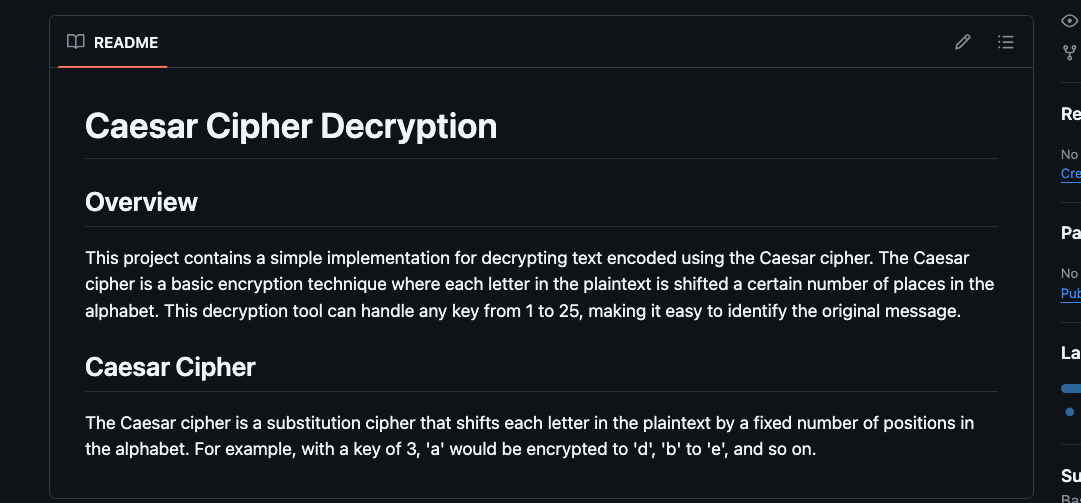 README
Caesar Cipher Decryption
Overview
This project contains a simple implementation for decrypting text encoded using the Caesar cipher. The Caesar
cipher is a basic encryption technique where each letter in the plaintext is shifted a certain number of places in the
alphabet. This decryption tool can handle any key from 1 to 25, making it easy to identify the original message.
Caesar Cipher
The Caesar cipher is a substitution cipher that shifts each letter in the plaintext by a fixed number of positions in
the alphabet. For example, with a key of 3, 'a' would be encrypted to 'd', 'b' to 'e', and so on.
Re
No
Cre
Pa
No
Pub
La
Su